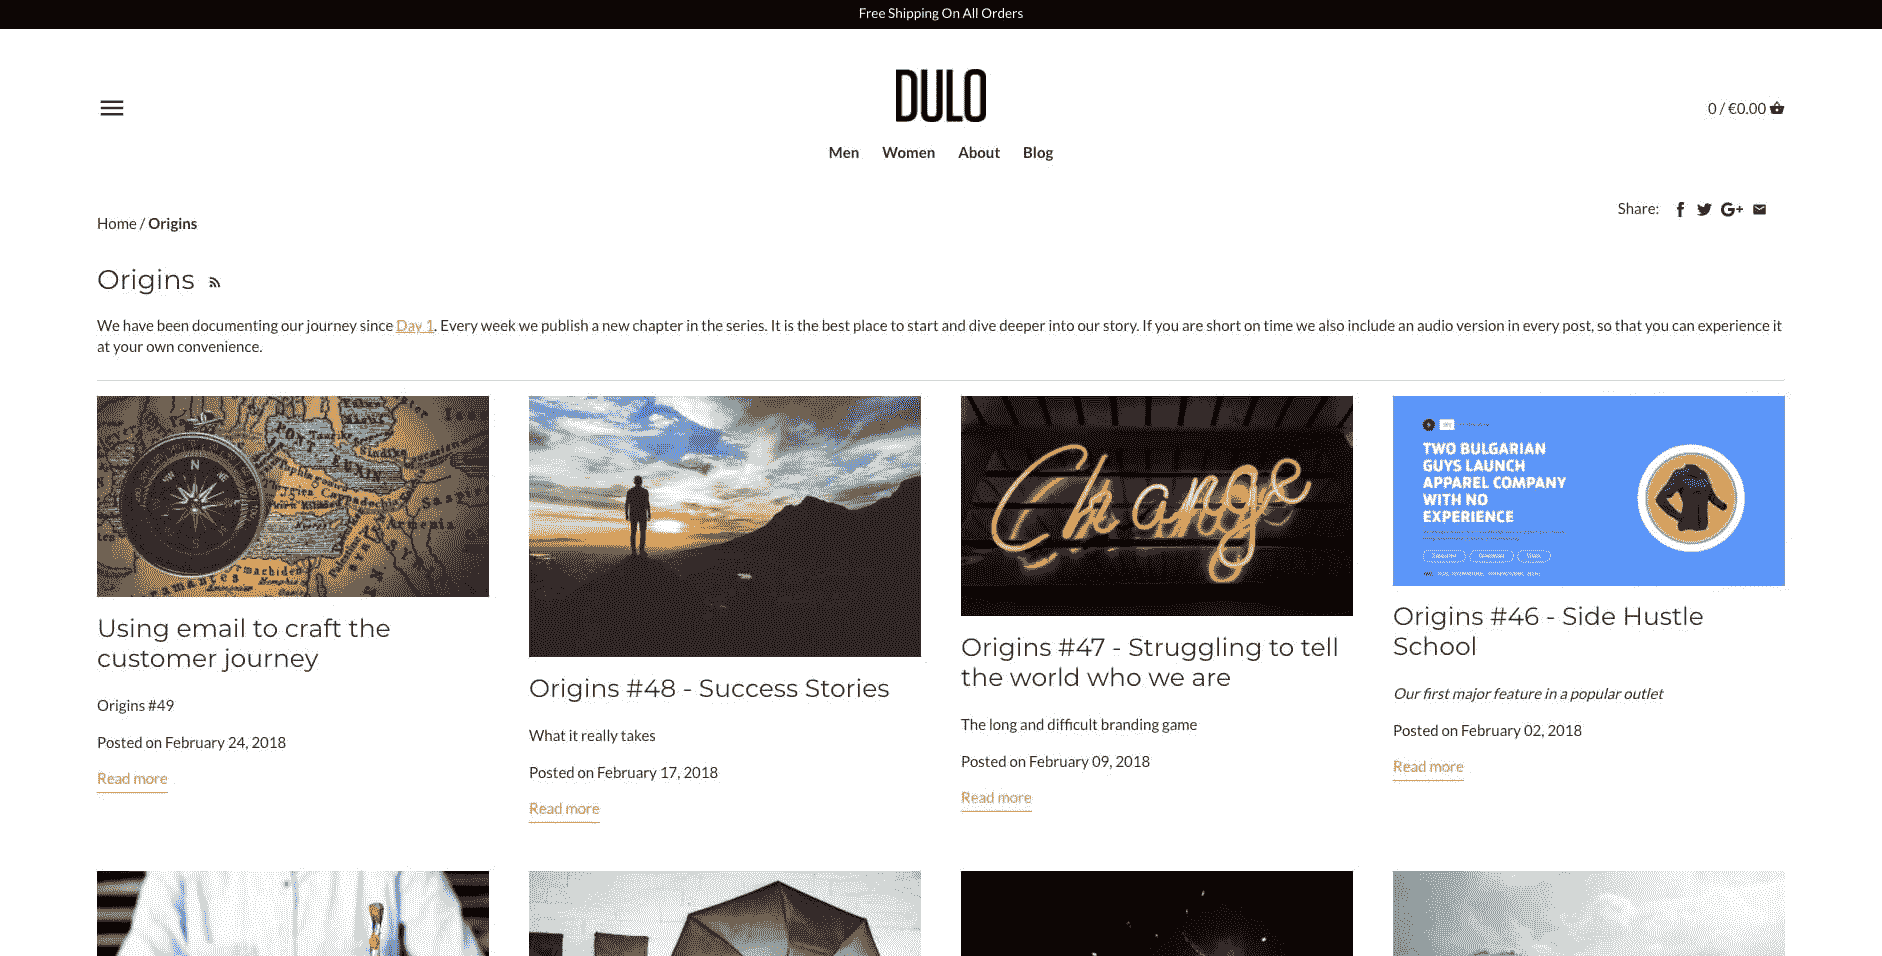 Free Shipping On All Orders
DULO
0 / €0.00
Men Women About Blog
Share:
Home / Origins
Origins
We have been documenting our journey since Day 1. Every week we publish a new chapter in the series. It is the best place to start and dive deeper into our story. If you are short on time we also include an audio version in every post, so that you can experience it
at your own convenience.
N
S
Armenia
Memphis
Using email to craft the
customer journey
Origins #49
Posted on February 24, 2018
Read more
Origins #48 - Success Stories
What it really takes
Posted on February 17, 2018
Read more
Change
Origins #47 - Struggling to tell
the world who we are
The long and difficult branding game
Posted on February 09, 2018
Read more
TWO BULGARIAN
GUYS LAUNCH
APPAREL COMPANY
WITH NO
EXPERIENCE
Origins #46 - Side Hustle
School
Our first major feature in a popular outlet
Posted on February 02, 2018
Read more